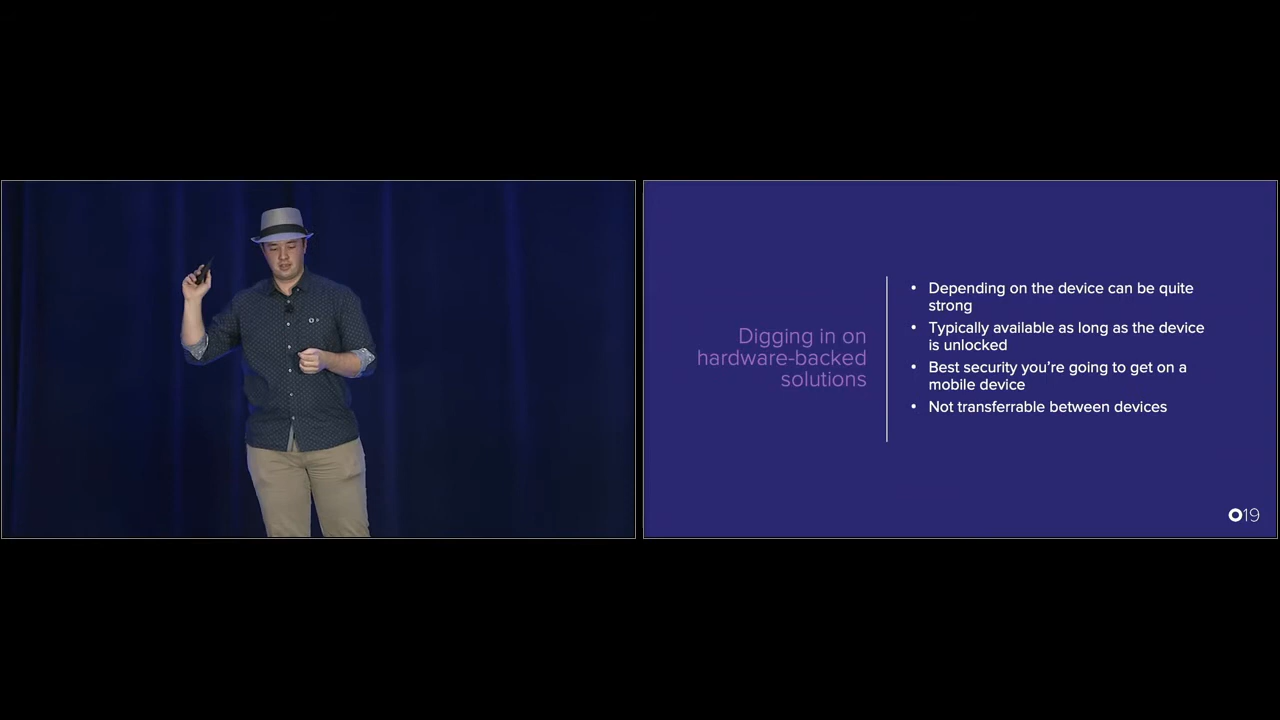 Digging in on
hardware-backed
solutions
• Depending on the device can be quite
strong
• Typically available as long as the device
is unlocked
• Best security you’re going to get on a
mobile device
• Not transferrable between devices
O19